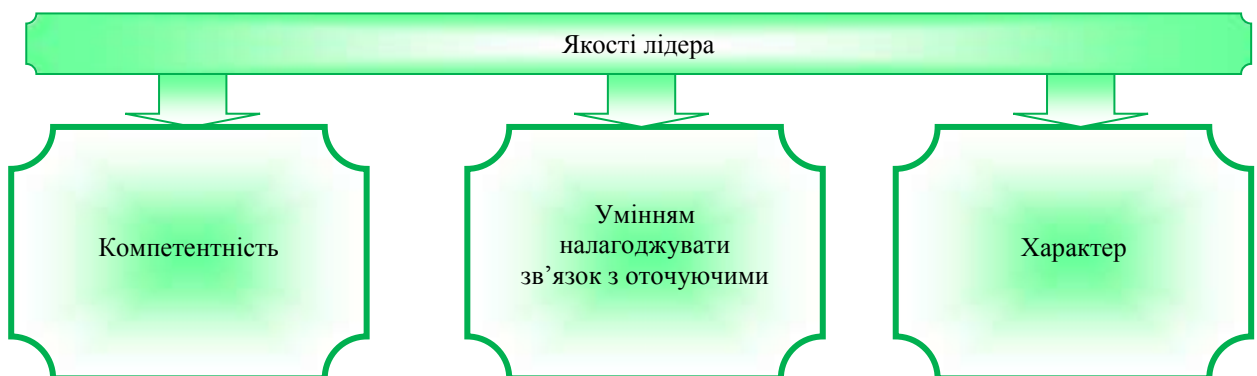 Якості лідера
Компетентність
Умінням
налагоджувати
зв’язок з оточуючими
Характер